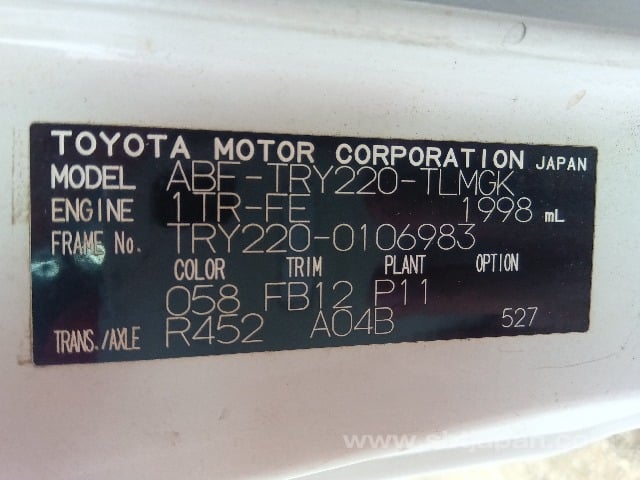 TOYOTA MOTOR CORPORATION JAPAN
MODEL ABF-TRY220-TLMGK
ENGINE 1TR-FE 1998 mL
FRAME No. TRY220-0106983
COLOR TRIM PLANT OPTION
058 FB12 P11
TRANS./AXLE R452 A04B 527